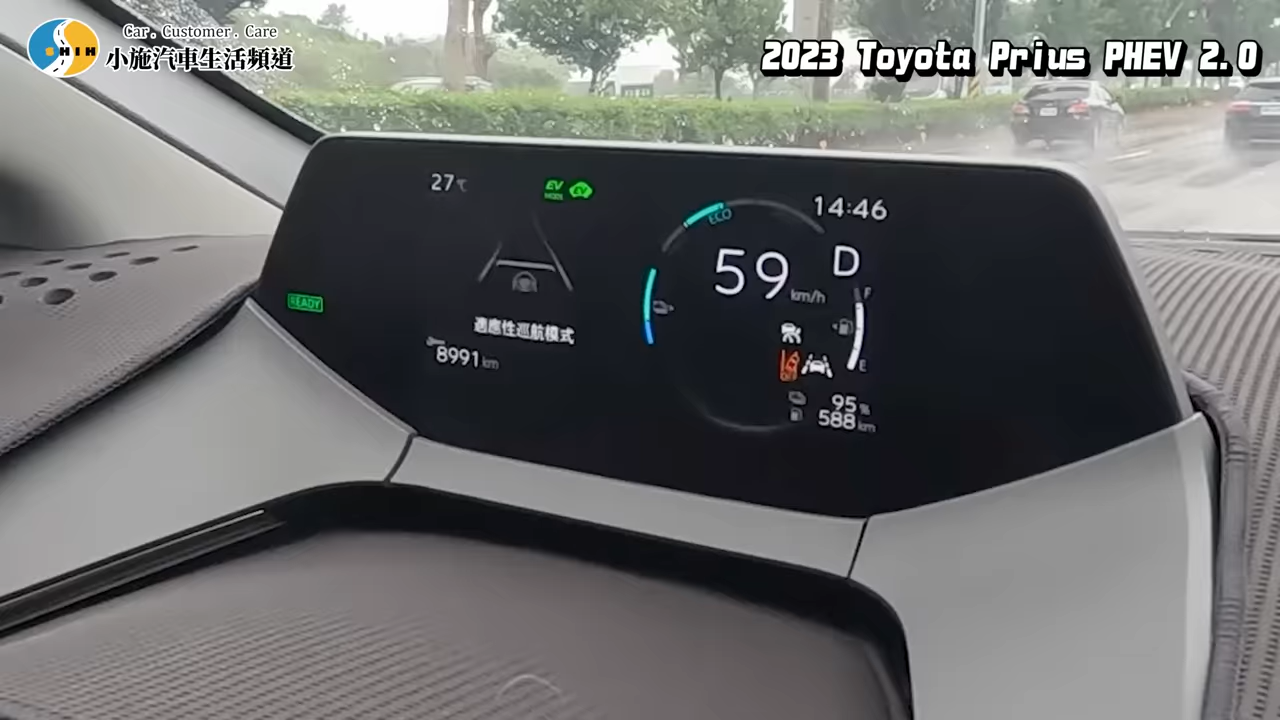 Car. Customer. Care
SHIH
小施汽車生活頻道
2023 Toyota Prius PHEV 2.0
27℃
EV
MODE
EV
14:46
ECO
59 km/h
D
READY
適應性巡航模式
8991 km
F
E
OFF
95%
588 km